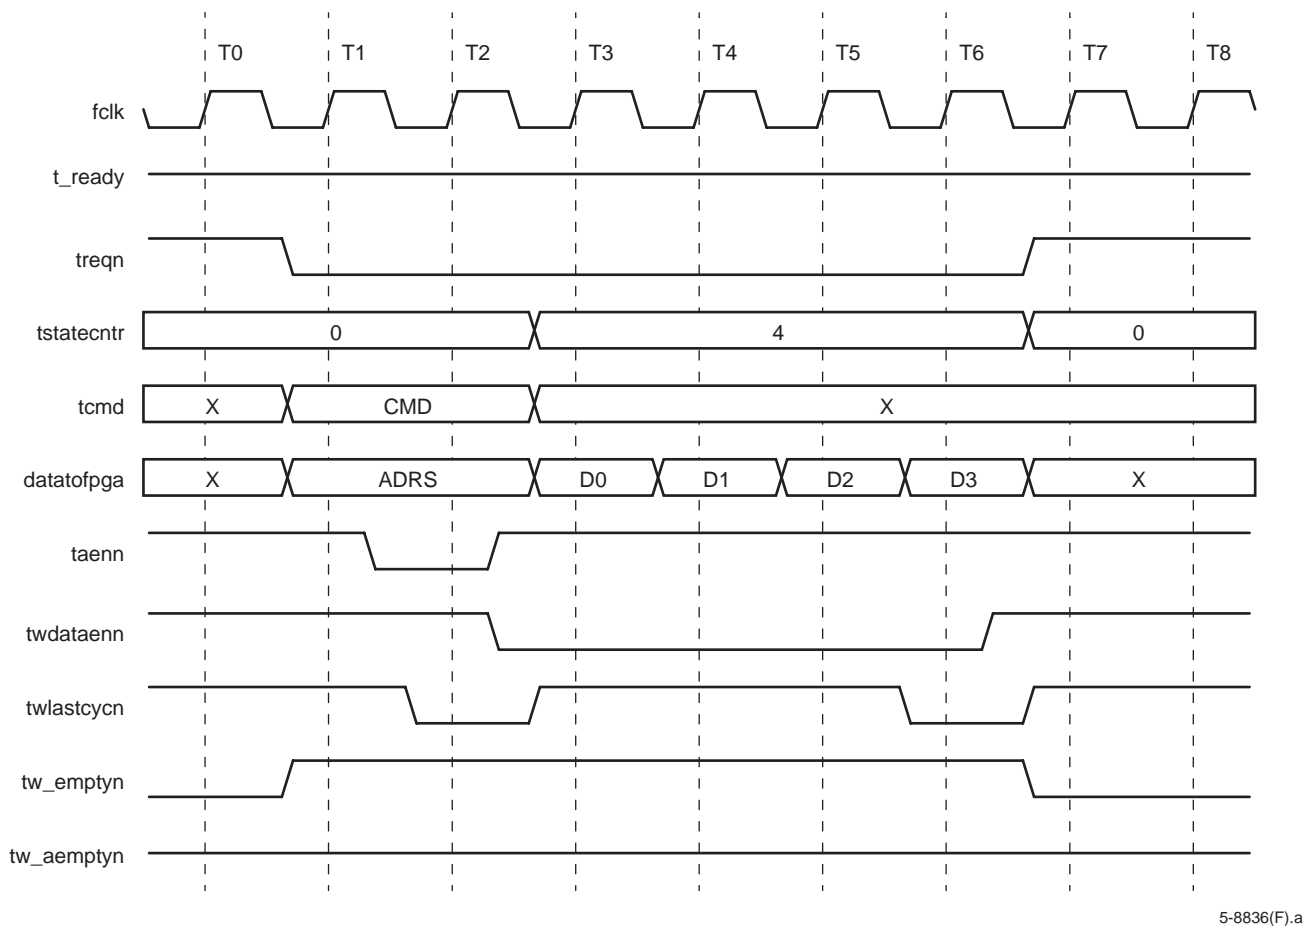 T0 T1 T2 T3 T4 T5 T6 T7 T8
fclk
t_ready
treqn
tstatecntr 0 4 0
tcmd X CMD X
datatofpga X ADRS D0 D1 D2 D3 X
taenn
twdataenn
twlastcycn
tw_emptyn
tw_aemptyn
5-8836(F).a